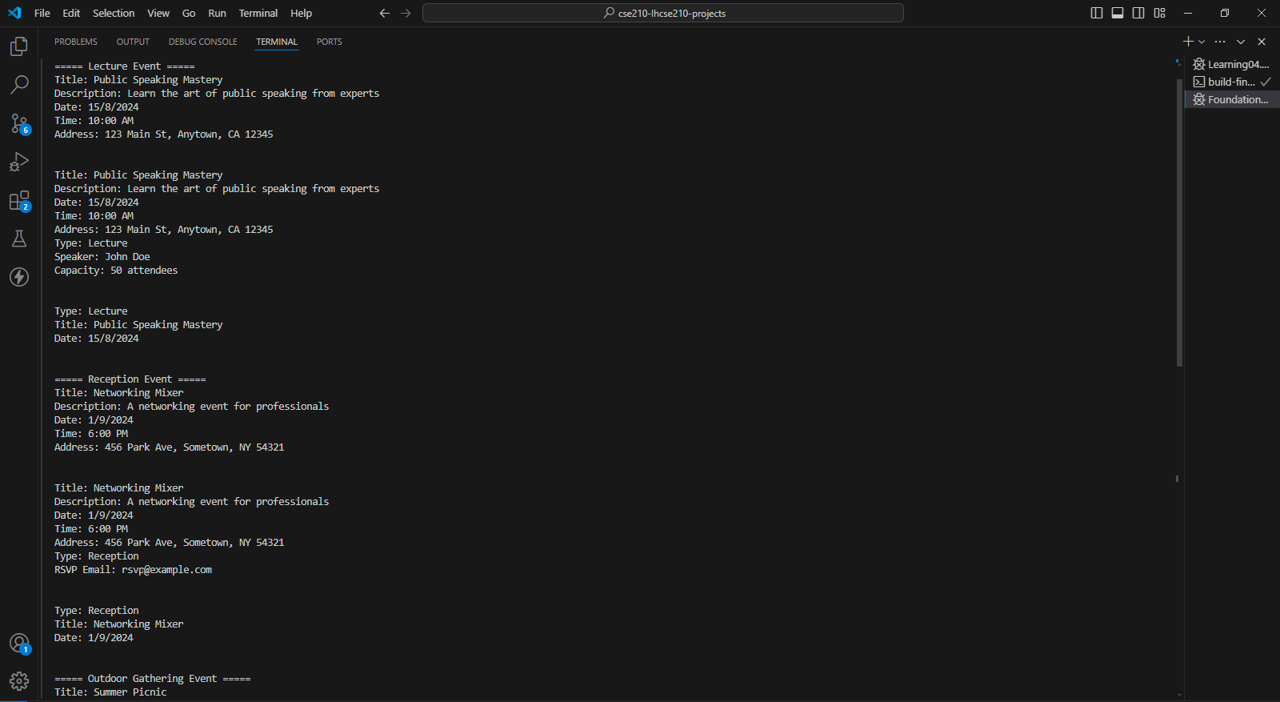 File Edit Selection View Go Run Terminal Help
cse210-lhcse210-projects
PROBLEMS OUTPUT DEBUG CONSOLE TERMINAL PORTS
===== Lecture Event =====
Title: Public Speaking Mastery
Description: Learn the art of public speaking from experts
Date: 15/8/2024
Time: 10:00 AM
Address: 123 Main St, Anytown, CA 12345
Title: Public Speaking Mastery
Description: Learn the art of public speaking from experts
Date: 15/8/2024
Time: 10:00 AM
Address: 123 Main St, Anytown, CA 12345
Type: Lecture
Speaker: John Doe
Capacity: 50 attendees
Type: Lecture
Title: Public Speaking Mastery
Date: 15/8/2024
===== Reception Event =====
Title: Networking Mixer
Description: A networking event for professionals
Date: 1/9/2024
Time: 6:00 PM
Address: 456 Park Ave, Sometown, NY 54321
Title: Networking Mixer
Description: A networking event for professionals
Date: 1/9/2024
Time: 6:00 PM
Address: 456 Park Ave, Sometown, NY 54321
Type: Reception
RSVP Email: rsvp@example.com
Type: Reception
Title: Networking Mixer
Date: 1/9/2024
===== Outdoor Gathering Event =====
Title: Summer Picnic
Learning04....
build-fin...
Foundation...
6
2
1